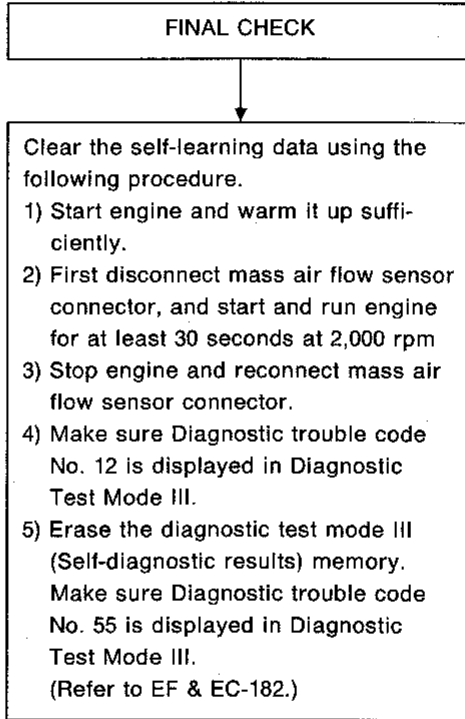 FINAL CHECK
Clear the self-learning data using the
following procedure.
1) Start engine and warm it up suffi-
ciently.
2) First disconnect mass air flow sensor
connector, and start and run engine
for at least 30 seconds at 2,000 rpm
3) Stop engine and reconnect mass air
flow sensor connector.
4) Make sure Diagnostic trouble code
No. 12 is displayed in Diagnostic
Test Mode III.
5) Erase the diagnostic test mode III
(Self-diagnostic results) memory.
Make sure Diagnostic trouble code
No. 55 is displayed in Diagnostic
Test Mode III.
(Refer to EF & EC-182.)